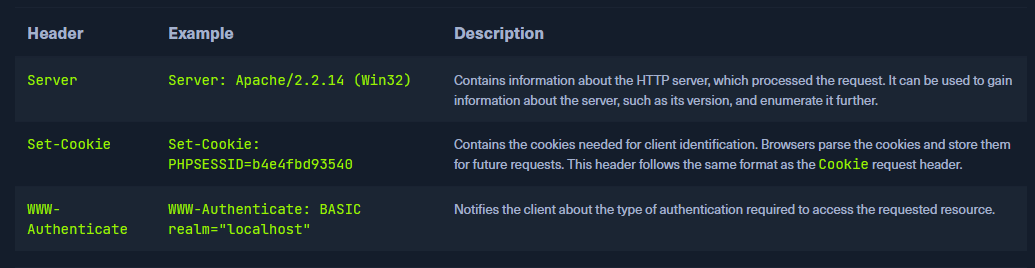 Header Example Description
Server Server: Apache/2.2.14 (Win32) Contains information about the HTTP server, which processed the request. It can be used to gain
information about the server, such as its version, and enumerate it further.
Set-Cookie Set-Cookie: Contains the cookies needed for client identification. Browsers parse the cookies and store them
PHPSESSID=b4e4fbd93540 for future requests. This header follows the same format as the Cookie request header.
WWW- WWW-Authenticate: BASIC Notifies the client about the type of authentication required to access the requested resource.
Authenticate realm="localhost"